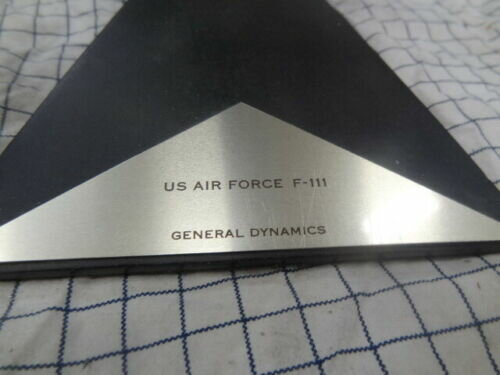 US AIR FORCE F-111
GENERAL DYNAMICS